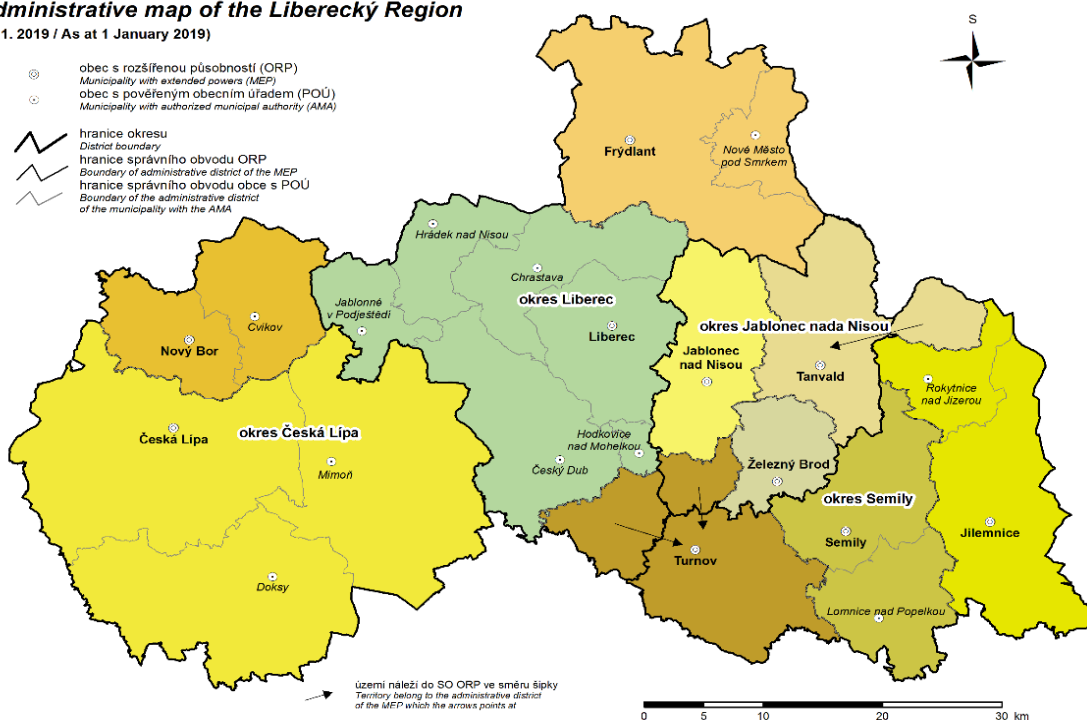 dministrative map of the Liberecký Region
1. 2019 / As at 1 January 2019)
S
obec s rozšířenou působností (ORP)
Municipality with extended powers (MEP)
obec s pověřeným obecním úřadem (POÚ)
Municipality with authorized municipal authority (AMA)
hranice okresu
District boundary
hranice správního obvodu ORP
Boundary of administrative district of the MEP
hranice správního obvodu obce s POÚ
Boundary of the administrative district
of the municipality with the AMA
Frýdlant
Nové Město
pod Smrkem
Hrádek nad Nisou
Chrastava
okres Liberec
Jablonné
v Podještědí
Cvikov
Liberec
okres Jablonec nada Nisou
Nový Bor
Jablonec
nad Nisou
Tanvald
Rokytnice
nad Jizerou
Česká Lípa
okres Česká Lípa
Hodkovice
nad Mohelkou
Mimoň
Český Dub
Železný Brod
okres Semily
Jilemnice
Semily
Turnov
Doksy
Lomnice nad Popelkou
území náleží do SO ORP ve směru šipky
Territory belong to the administrative district
of the MEP which the arrows points at
0 5 10 20 30 km